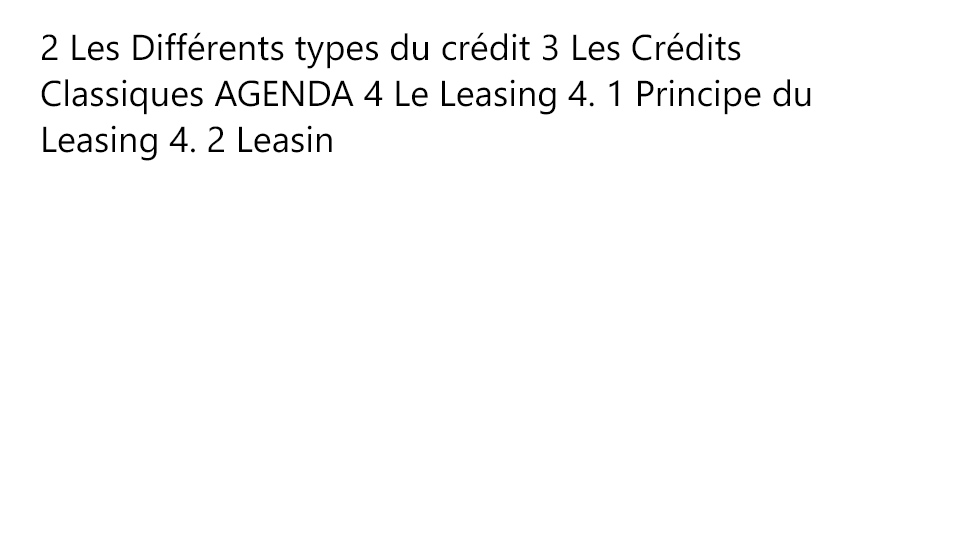 2 Les Différents types du crédit 3 Les Crédits
Classiques AGENDA 4 Le Leasing 4. 1 Principe du
Leasing 4. 2 Leasin